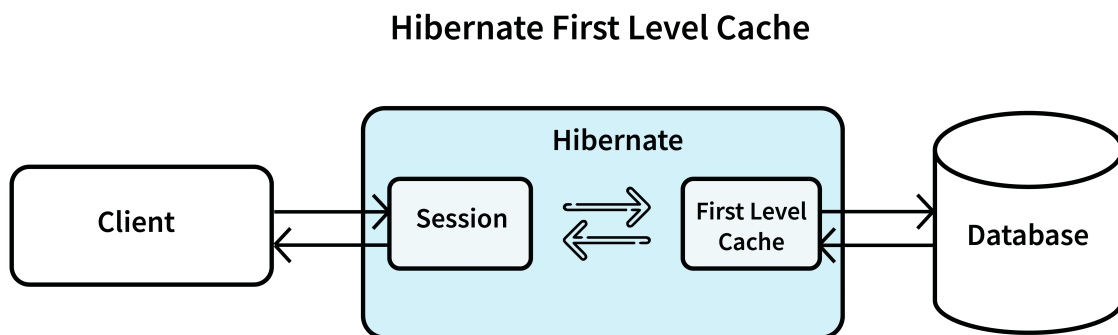 Hibernate First Level Cache
Hibernate
Client
Session
First Level
Cache
Database